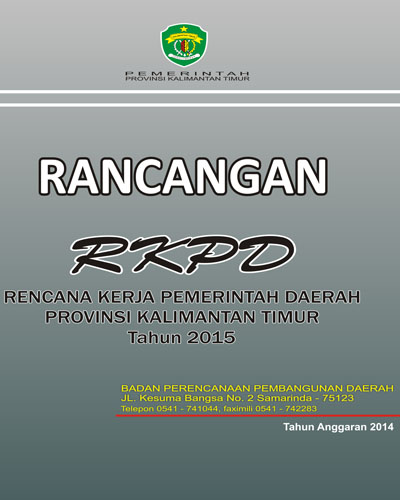 PEMERINTAH
PROVINSI KALIMANTAN TIMUR
RANCANGAN
RKPD
RENCANA KERJA PEMERINTAH DAERAH
PROVINSI KALIMANTAN TIMUR
Tahun 2015
BADAN PERENCANAAN PEMBANGUNAN DAERAH
JL. Kesuma Bangsa No. 2 Samarinda - 75123
Telepon 0541 - 741044, faximili 0541 - 742283
Tahun Anggaran 2014